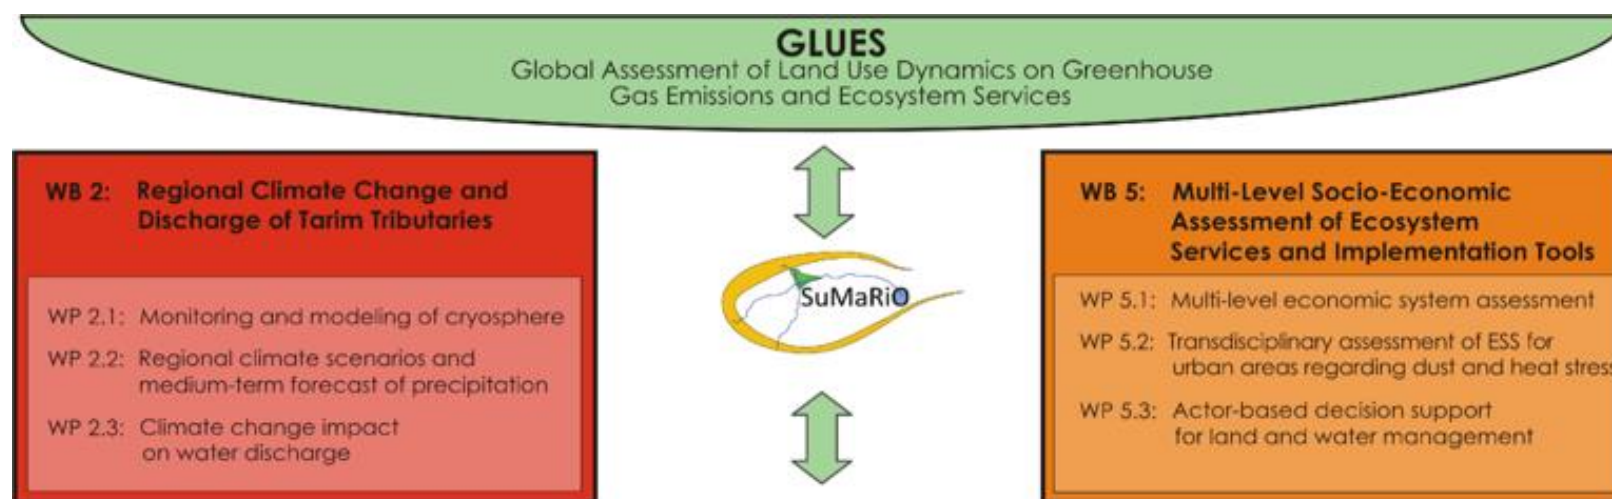 GLUES
Global Assessment of Land Use Dynamics on Greenhouse
Gas Emissions and Ecosystem Services
WB 2: Regional Climate Change and
Discharge of Tarim Tributaries
WP 2.1: Monitoring and modeling of cryosphere
WP 2.2: Regional climate scenarios and
medium-term forecast of precipitation
WP 2.3: Climate change impact
on water discharge
SuMaRiO
WB 5: Multi-Level Socio-Economic
Assessment of Ecosystem
Services and Implementation Tools
WP 5.1: Multi-level economic system assessment
WP 5.2: Transdisciplinary assessment of ESS for
urban areas regarding dust and heat stress
WP 5.3: Actor-based decision support
for land and water management